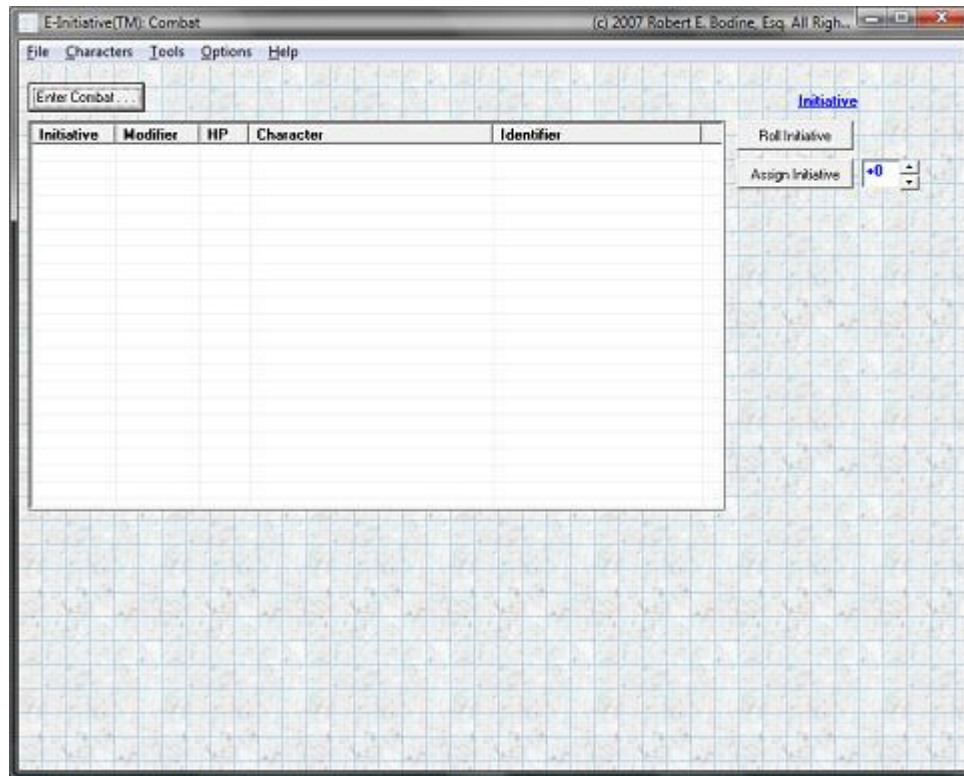 E-Initiative(TM): Combat (c) 2007 Robert E. Bodine, Esq. All Righ...
File Characters Tools Options Help
Enter Combat . . .
Initiative
Initiative Modifier HP Character Identifier
Roll Initiative
Assign Initiative +0